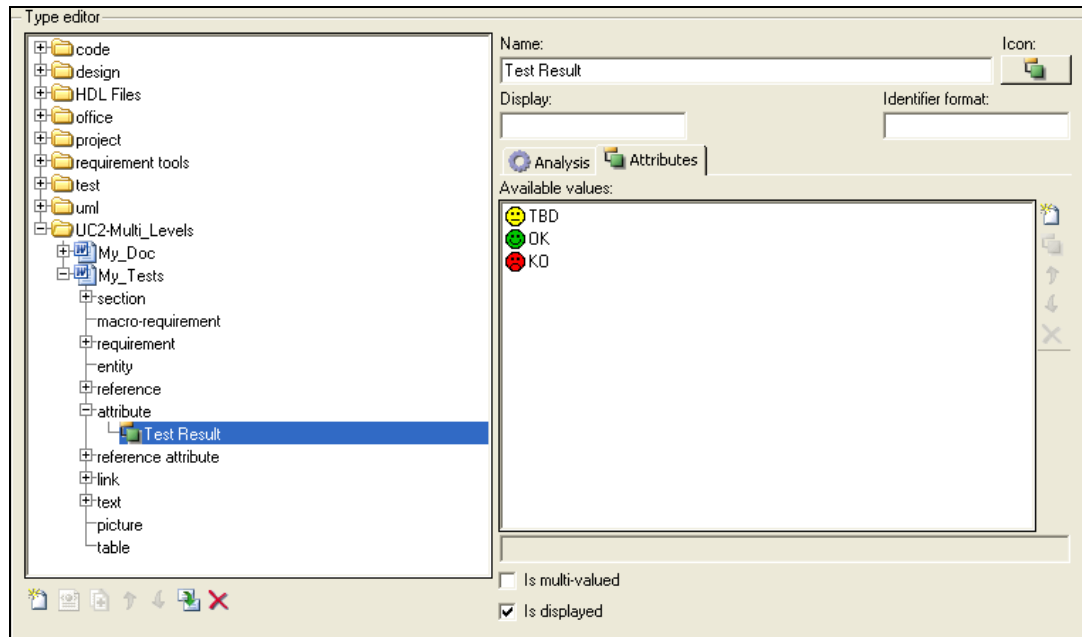 Type editor
code
design
HDL Files
office
project
requirement tools
test
uml
UC2-Multi_Levels
My_Doc
My_Tests
section
macro-requirement
requirement
entity
reference
attribute
Test Result
reference attribute
link
text
picture
table
Name:
Icon:
Test Result
Display:
Identifier format:
Analysis
Attributes
Available values:
TBD
OK
KO
Is multi-valued
Is displayed